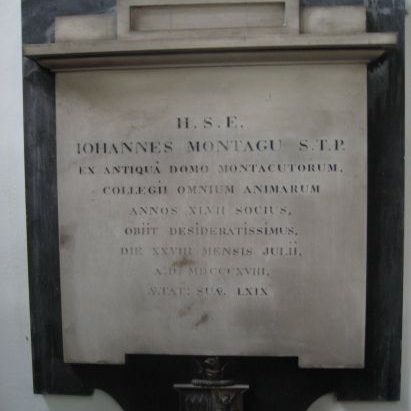 H. S. E.
IOHANNES MONTAGU S.T.P.
EX ANTIQUÂ DOMO MONTACUTORUM,
COLLEGII OMNIUM ANIMARUM
ANNOS XLVII SOCIUS,
OBIIT DESIDERATISSIMUS,
DIE XXVIII MENSIS JULII,
A.D. MDCCCXVIII,
ÆTAT: SUÆ. LXIX